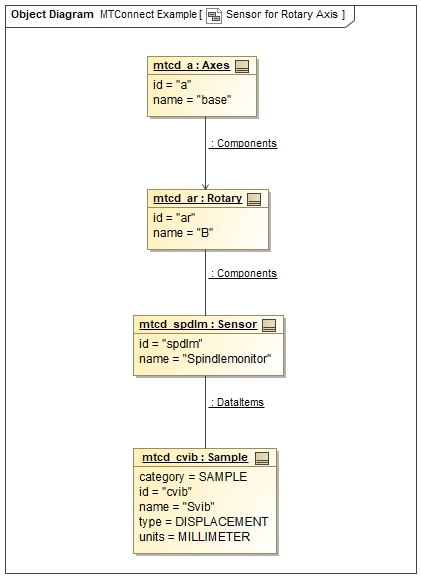 Object Diagram MTConnect Example [ Sensor for Rotary Axis ]
mtcd_a : Axes
id = "a"
name = "base"
: Components
mtcd_ar : Rotary
id = "ar"
name = "B"
: Components
mtcd_spdlm : Sensor
id = "spdlm"
name = "Spindlemonitor"
: DataItems
mtcd_cvib : Sample
category = SAMPLE
id = "cvib"
name = "Svib"
type = DISPLACEMENT
units = MILLIMETER